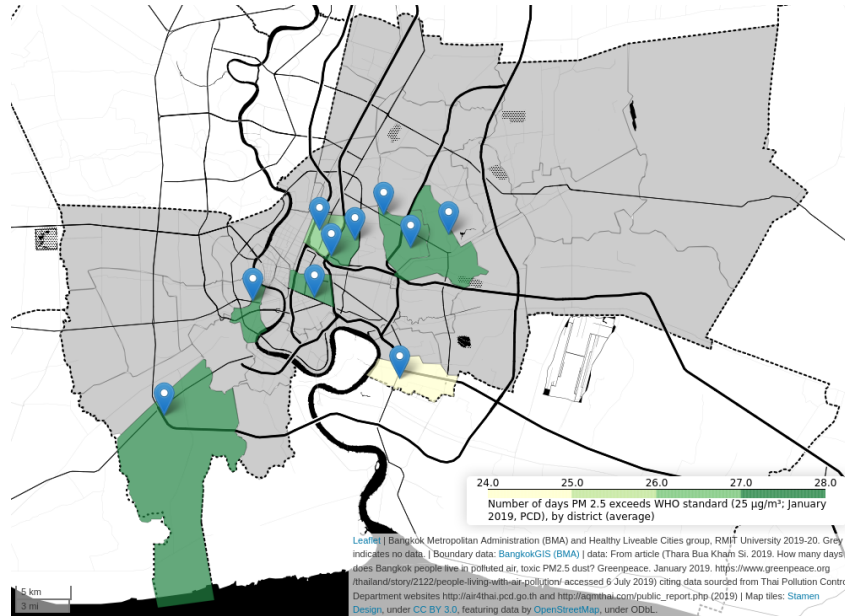 24.0 25.0 26.0 27.0 28.0
Number of days PM 2.5 exceeds WHO standard (25 μg/m³; January
2019, PCD), by district (average)
5 km
3 mi
Leaflet | Bangkok Metropolitan Administration (BMA) and Healthy Liveable Cities group, RMIT University 2019-20. Grey
indicates no data. | Boundary data: BangkokGIS (BMA) | data: From article (Thara Bua Kham Si. 2019. How many days
does Bangkok people live in polluted air, toxic PM2.5 dust? Greenpeace. January 2019. https://www.greenpeace.org
/thailand/story/2122/people-living-with-air-pollution/ accessed 6 July 2019) citing data sourced from Thai Pollution Contro
Department websites http://air4thai.pcd.go.th and http://aqmthai.com/public_report.php (2019) | Map tiles: Stamen
Design, under CC BY 3.0, featuring data by OpenStreetMap, under ODbL.